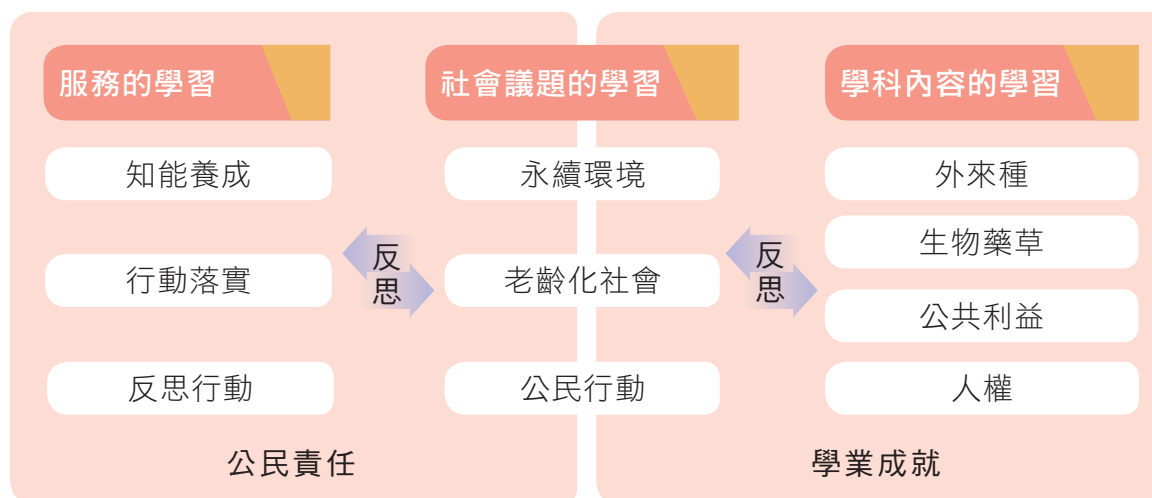 服務的學習
知能養成
行動落實
反思行動
反
思
社會議題的學習
永續環境
老齡化社會
公民行動
反
思
學科內容的學習
外來種
生物藥草
公共利益
人權
公民責任
學業成就